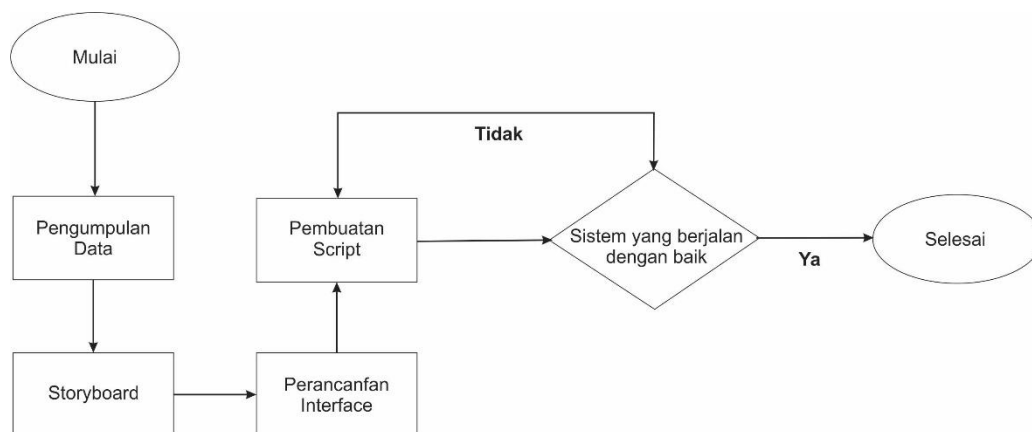 Mulai
Pengumpulan
Data
Storyboard
Perancanfan
Interface
Pembuatan
Script
Tidak
Sistem yang berjalan
dengan baik
Ya
Selesai